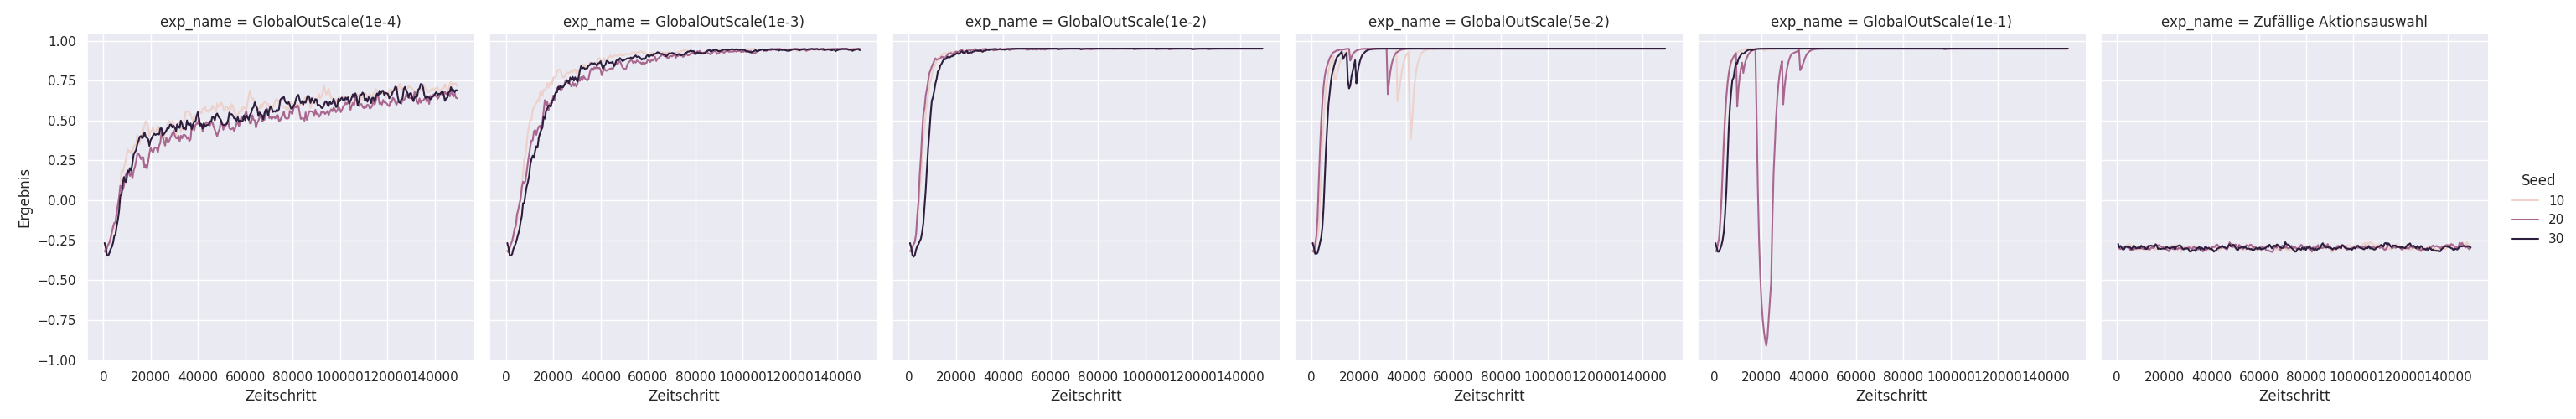 exp_name = GlobalOutScale(1e-4) exp_name = GlobalOutScale(1e-3) exp_name = GlobalOutScale(1e-2) exp_name = GlobalOutScale(5e-2) exp_name = GlobalOutScale(1e-1) exp_name = Zufällige Aktionsauswahl
1.00
0.75
0.50
0.25
0.00
−0.25
−0.50
−0.75
−1.00
Ergebnis
0 20000 40000 60000 80000 100000 120000 140000 0 20000 40000 60000 80000 100000 120000 140000 0 20000 40000 60000 80000 100000 120000 140000 0 20000 40000 60000 80000 100000 120000 140000 0 20000 40000 60000 80000 100000 120000 140000 0 20000 40000 60000 80000 100000 120000 140000
Zeitschritt Zeitschritt Zeitschritt Zeitschritt Zeitschritt Zeitschritt
Seed
10
20
30